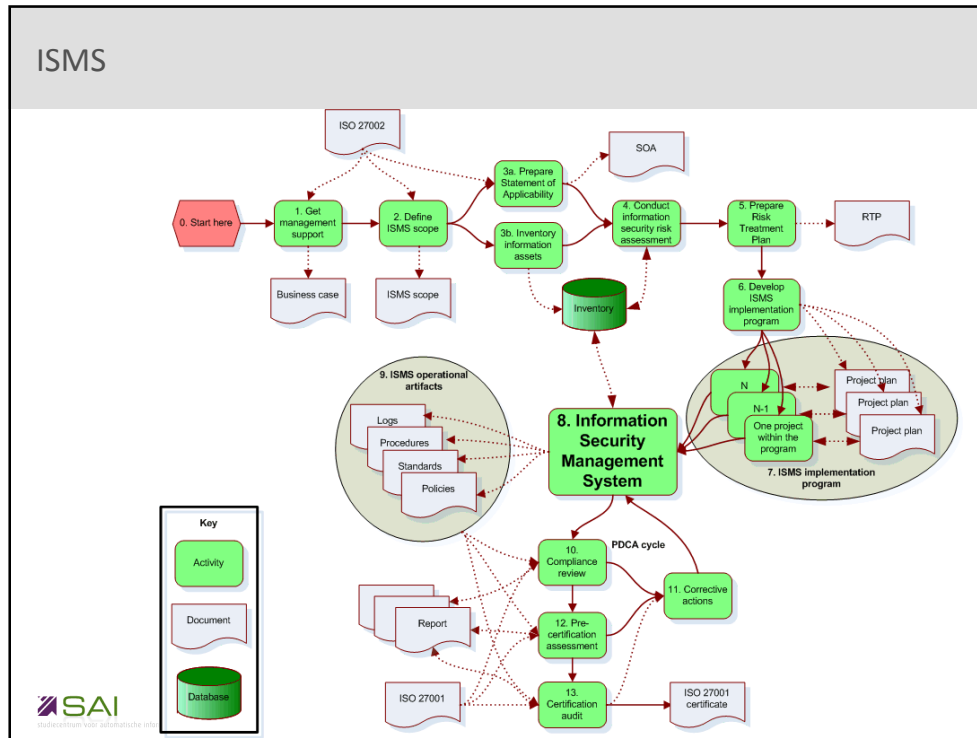 ISMS
ISO 27002
SOA
3a. Prepare
Statement of
Applicability
0. Start here
1. Get
management
support
2. Define
ISMS scope
3b. Inventory
information
assets
4. Conduct
information
security risk
assessment
5. Prepare
Risk
Treatment
Plan
RTP
Business case
ISMS scope
Inventory
6. Develop
ISMS
implementation
program
9. ISMS operational
artifacts
Logs
Procedures
Standards
Policies
8. Information
Security
Management
System
N
N-1
One project
within the
program
Project plan
Project plan
Project plan
7. ISMS implementation
program
Key
Activity
Document
Database
PDCA cycle
10.
Compliance
review
11. Corrective
actions
12. Pre-
certification
assessment
Report
ISO 27001
13.
Certification
audit
ISO 27001
certificate
SAI
studiecentrum voor automatische infor